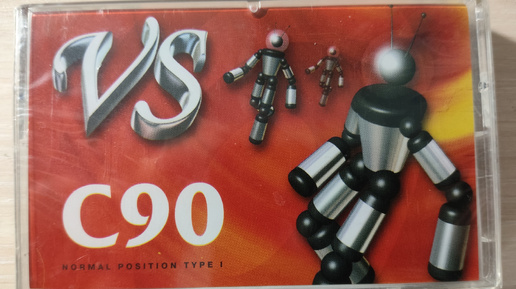 VS
C90
NORMAL POSITION TYPE I